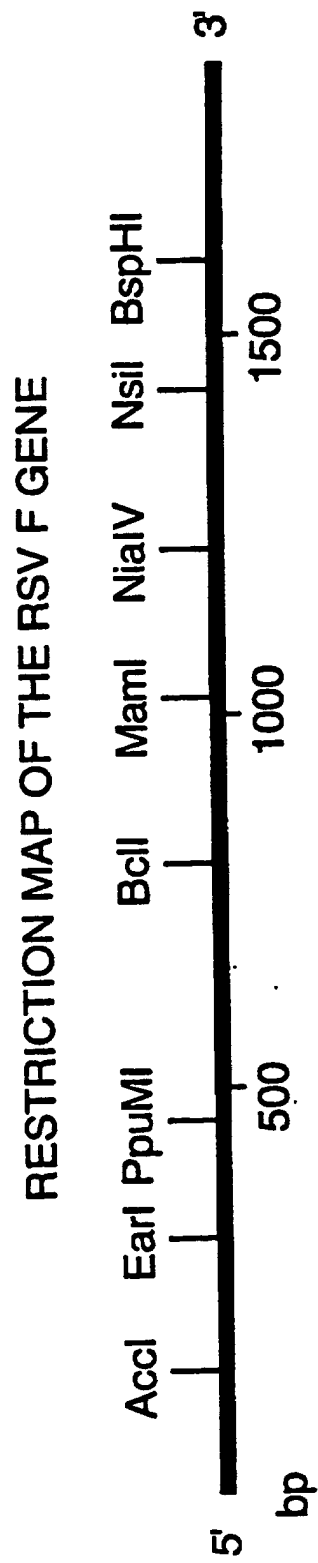 RESTRICTION MAP OF THE RSV F GENE
AccI EarI PpuMI BclI MamI NiaIV NsiI BspHI
5' 3'
bp 500 1000 1500